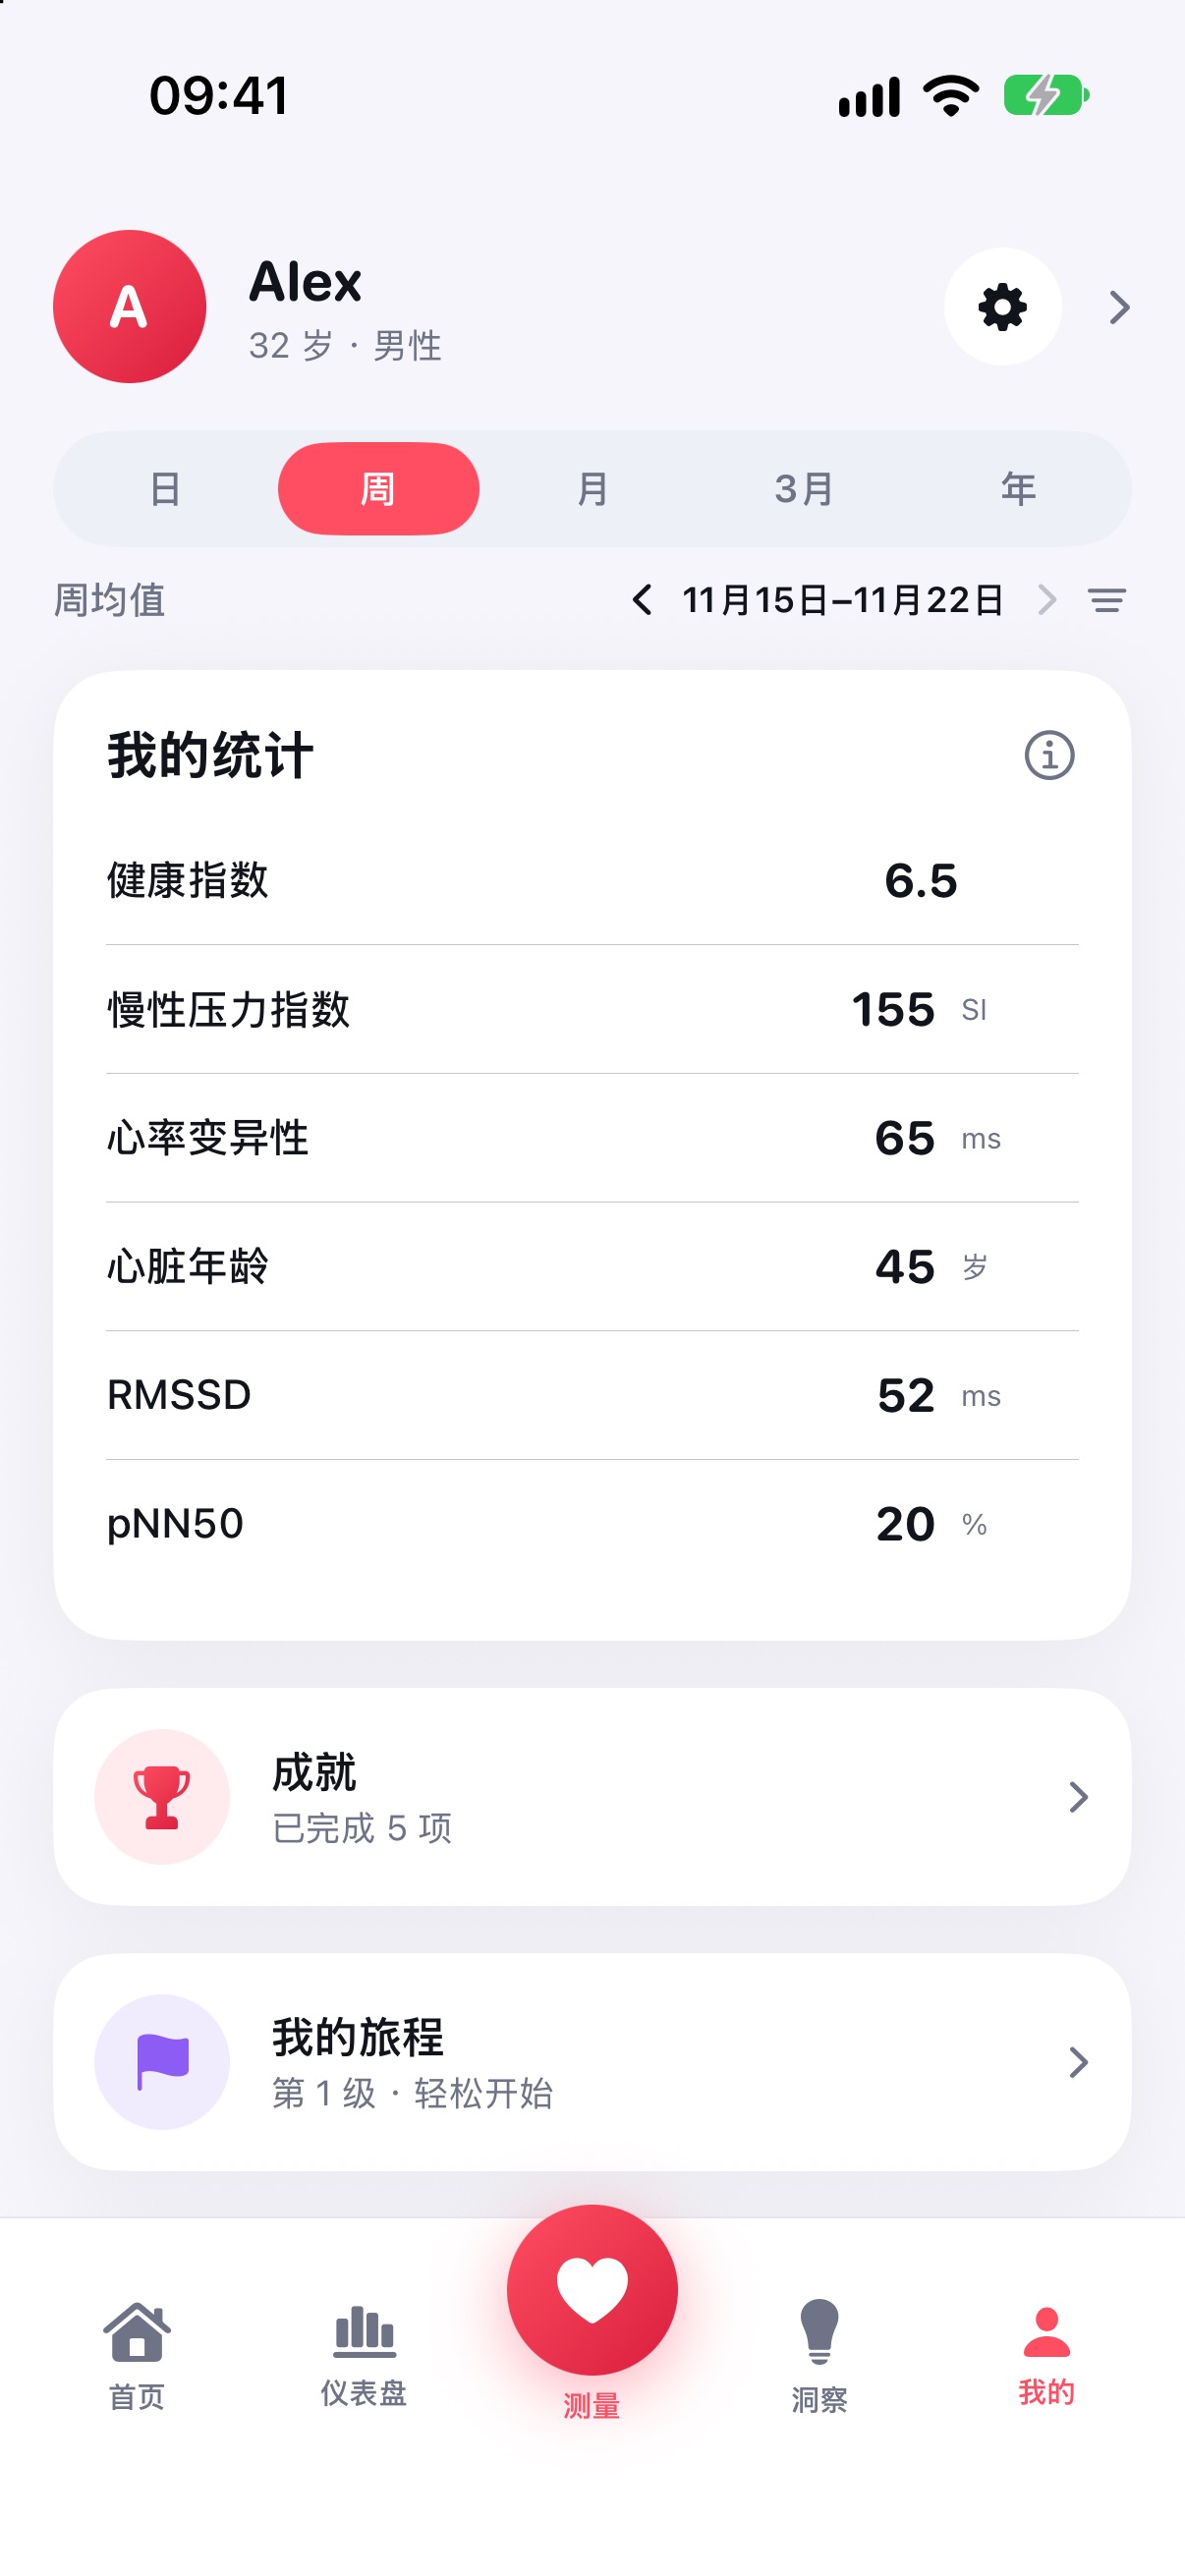 09:41
A
Alex
32 岁 · 男性
日 周 月 3月 年
周均值 11月15日–11月22日
我的统计
健康指数 6.5
慢性压力指数 155 SI
心率变异性 65 ms
心脏年龄 45 岁
RMSSD 52 ms
pNN50 20 %
成就
已完成 5 项
我的旅程
第 1 级 · 轻松开始
首页 仪表盘 测量 洞察 我的